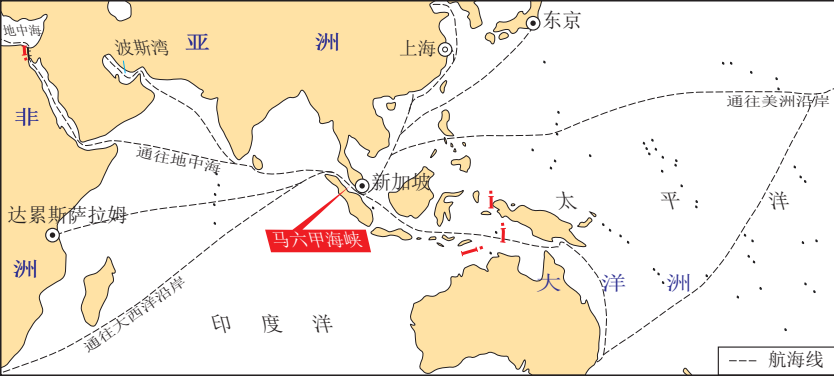 地中海
波斯湾
亚洲
上海
东京
非洲
通往地中海
通往美洲沿岸
新加坡
太平洋
达累斯萨拉姆
马六甲海峡
大洋洲
通往大西洋沿岸
印度洋
航海线
i
i
i
i